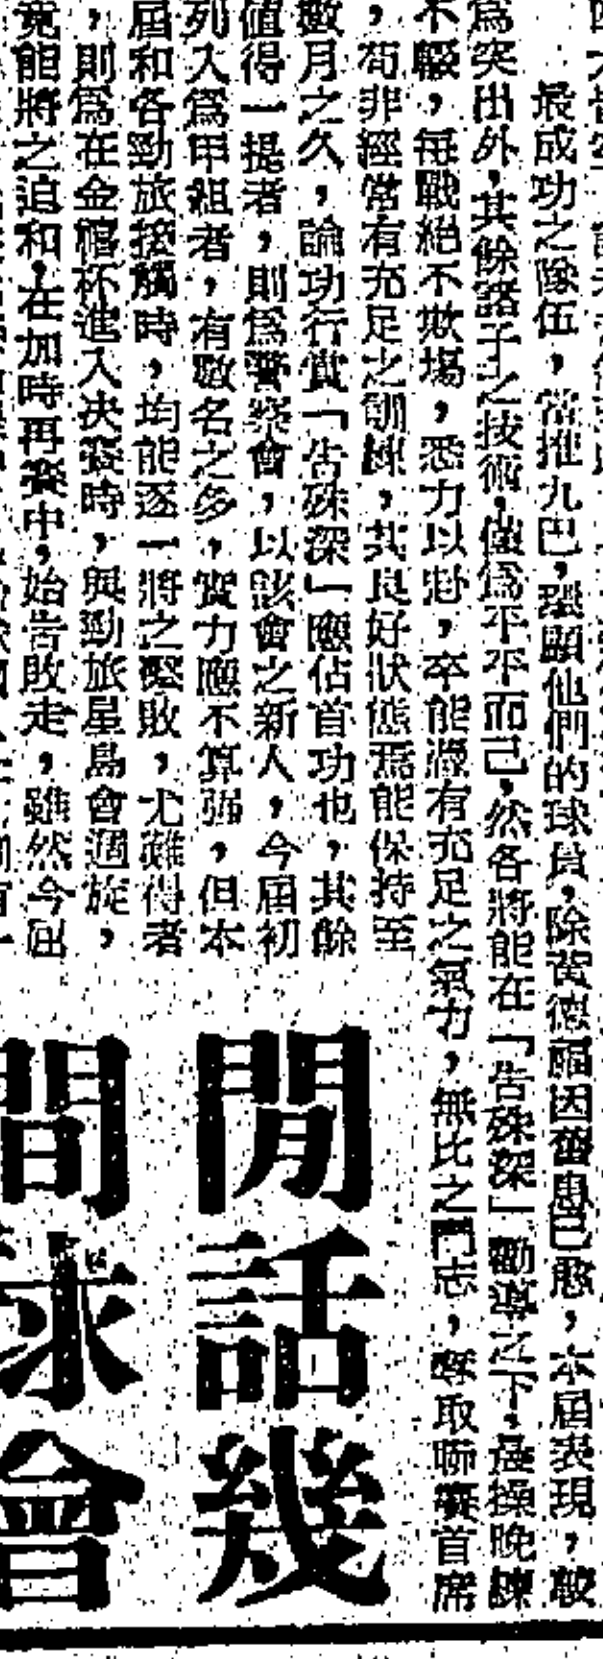 最成功之隊伍，當推九巴，環顧他們的球員，除黃德福因舊患已愈，本屆表現，較
為突出外，其餘諸子之技術，僅為平平而已，然各將能在「告殊深」勸導之下，晨操晚練
不輟，每戰絕不欺場，悉力以赴，卒能憑有充足之氣力，無比之鬥志，奪取聯賽首席
，苟非經常有充足之訓練，其良好狀態焉能保持至
數月之久，論功行賞「告殊深」應佔首功也，其餘
值得一提者，則為警察會，以該會之新人，今屆初
列入為甲組者，有數名之多，實力應不算弱，但本
屆和各勁旅接觸時，均能逐一將之擊敗，尤難得者
，則為在金禧杯進入決賽時，與勁旅星島會週旋，
竟能將之迫和，在加時再賽中，始告敗走，雖然今屆
閒話幾
間球會